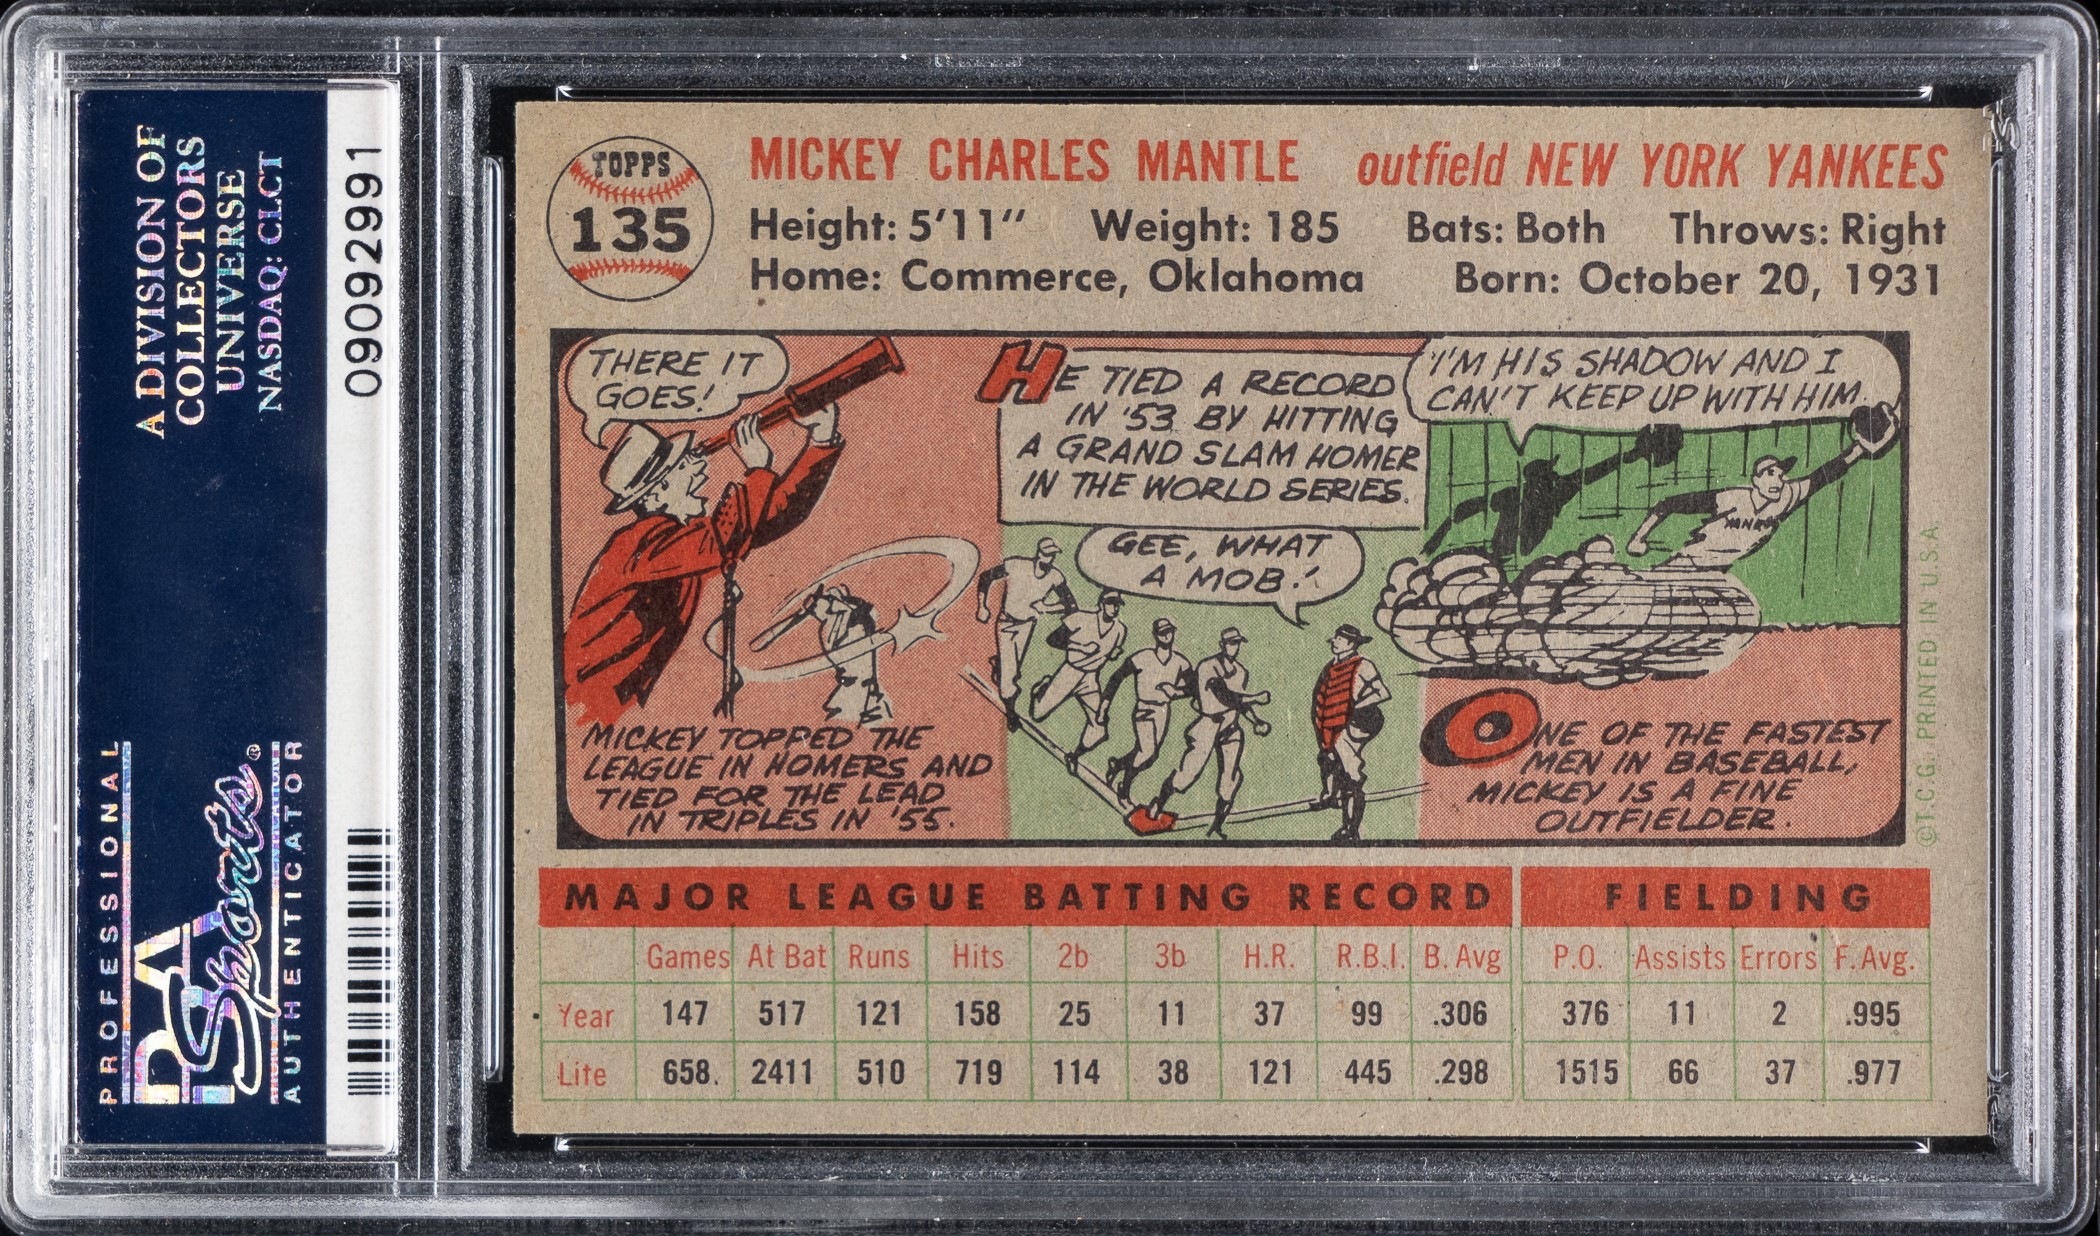 A DIVISION OF
COLLECTORS
UNIVERSE
NASDAQ: CLCT
09092991
PROFESSIONAL
PSA
Sports®
AUTHENTICATOR
TOPPS
135
MICKEY CHARLES MANTLE outfield NEW YORK YANKEES
Height: 5'11" Weight: 185 Bats: Both Throws: Right
Home: Commerce, Oklahoma Born: October 20, 1931
THERE IT
GOES!
MICKEY TOPPED THE
LEAGUE IN HOMERS AND
TIED FOR THE LEAD
IN TRIPLES IN '55.
HE TIED A RECORD
IN '53 BY HITTING
A GRAND SLAM HOMER
IN THE WORLD SERIES.
GEE, WHAT
A MOB!
I'M HIS SHADOW AND I
CAN'T KEEP UP WITH HIM.
ONE OF THE FASTEST
MEN IN BASEBALL,
MICKEY IS A FINE
OUTFIELDER.
©T.C.G. PRINTED IN U.S.A.
MAJOR LEAGUE BATTING RECORD FIELDING
Games At Bat Runs Hits 2b 3b H.R. R.B.I. B. Avg P.O. Assists Errors F. Avg.
Year 147 517 121 158 25 11 37 99 .306 376 11 2 .995
Life 658 2411 510 719 114 38 121 445 .298 1515 66 37 .977